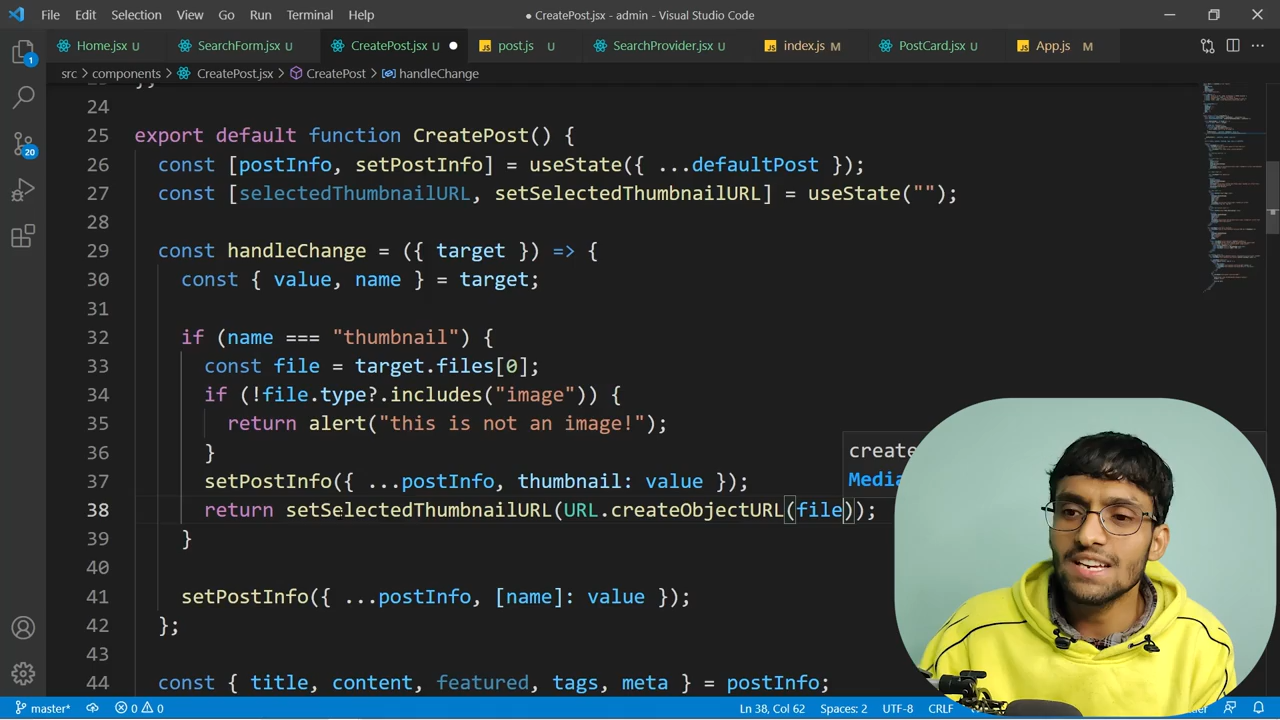 File Edit Selection View Go Run Terminal Help
● CreatePost.jsx - admin - Visual Studio Code
Home.jsx U
SearchForm.jsx U
CreatePost.jsx U ●
JS post.js U
SearchProvider.jsx U
JS index.js M
PostCard.jsx U
JS App.js M
src > components > CreatePost.jsx > CreatePost > handleChange
1
20
24
25 export default function CreatePost() {
26 const [postInfo, setPostInfo] = useState({ ...defaultPost });
27 const [selectedThumbnailURL, setSelectedThumbnailURL] = useState("");
28
29 const handleChange = ({ target }) => {
30 const { value, name } = target;
31
32 if (name === "thumbnail") {
33 const file = target.files[0];
34 if (!file.type?.includes("image")) {
35 return alert("this is not an image!");
36 }
37 setPostInfo({ ...postInfo, thumbnail: value });
38 return setSelectedThumbnailURL(URL.createObjectURL(file));
39 }
40
41 setPostInfo({ ...postInfo, [name]: value });
42 };
43
44 const { title, content, featured, tags, meta } = postInfo;
create
Media
master* 0 0 Ln 38, Col 62 Spaces: 2 UTF-8 CRLF